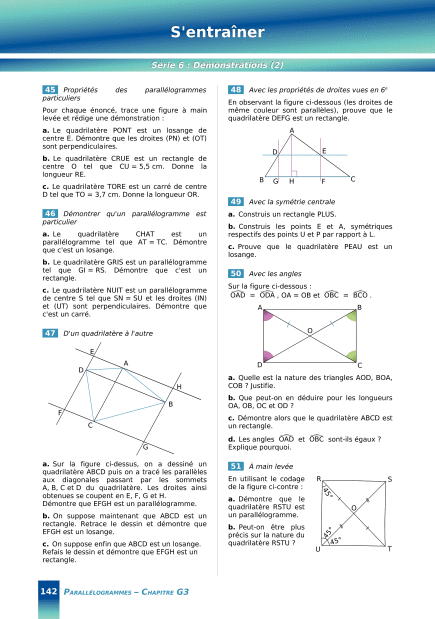 S'entraîner
Série 6 : Démonstrations (2)
45 Propriétés des parallélogrammes
particuliers
Pour chaque énoncé, trace une figure à main
levée et rédige une démonstration :
a. Le quadrilatère PONT est un losange de
centre E. Démontre que les droites (PN) et (OT)
sont perpendiculaires.
b. Le quadrilatère CRUE est un rectangle de
centre O tel que CU = 5,5 cm. Donne la
longueur RE.
c. Le quadrilatère TORE est un carré de centre
D tel que TO = 3,7 cm. Donne la longueur OR.
46 Démontrer qu'un parallélogramme est
particulier
a. Le quadrilatère CHAT est un
parallélogramme tel que AT = TC. Démontre
que c'est un losange.
b. Le quadrilatère GRIS est un parallélogramme
tel que GI = RS. Démontre que c'est un
rectangle.
c. Le quadrilatère NUIT est un parallélogramme
de centre S tel que SN = SU et les droites (IN)
et (UT) sont perpendiculaires. Démontre que
c'est un carré.
47 D'un quadrilatère à l'autre
E
A
D
H
B
F
C
G
a. Sur la figure ci-dessus, on a dessiné un
quadrilatère ABCD puis on a tracé les parallèles
aux diagonales passant par les sommets
A, B, C et D du quadrilatère. Les droites ainsi
obtenues se coupent en E, F, G et H.
Démontre que EFGH est un parallélogramme.
b. On suppose maintenant que ABCD est un
rectangle. Retrace le dessin et démontre que
EFGH est un losange.
c. On suppose enfin que ABCD est un losange.
Refais le dessin et démontre que EFGH est un
rectangle.
48 Avec les propriétés de droites vues en 6e
En observant la figure ci-dessous (les droites de
même couleur sont parallèles), prouve que le
quadrilatère DEFG est un rectangle.
A
D E
B G H F C
49 Avec la symétrie centrale
a. Construis un rectangle PLUS.
b. Construis les points E et A, symétriques
respectifs des points U et P par rapport à L.
c. Prouve que le quadrilatère PEAU est un
losange.
50 Avec les angles
Sur la figure ci-dessous :
OAD = ODA , OA = OB et OBC = BCO .
A B
O
D C
a. Quelle est la nature des triangles AOD, BOA,
COB ? Justifie.
b. Que peut-on en déduire pour les longueurs
OA, OB, OC et OD ?
c. Démontre alors que le quadrilatère ABCD est
un rectangle.
d. Les angles OAD et OBC sont-ils égaux ?
Explique pourquoi.
51 A main levée
En utilisant le codage
de la figure ci-contre :
a. Démontre que le
quadrilatère RSTU est
un parallélogramme.
b. Peut-on être plus
précis sur la nature du
quadrilatère RSTU ?
R S
45°
O
45°
45°
U T
142 PARALLÉLOGRAMMES – CHAPITRE G3